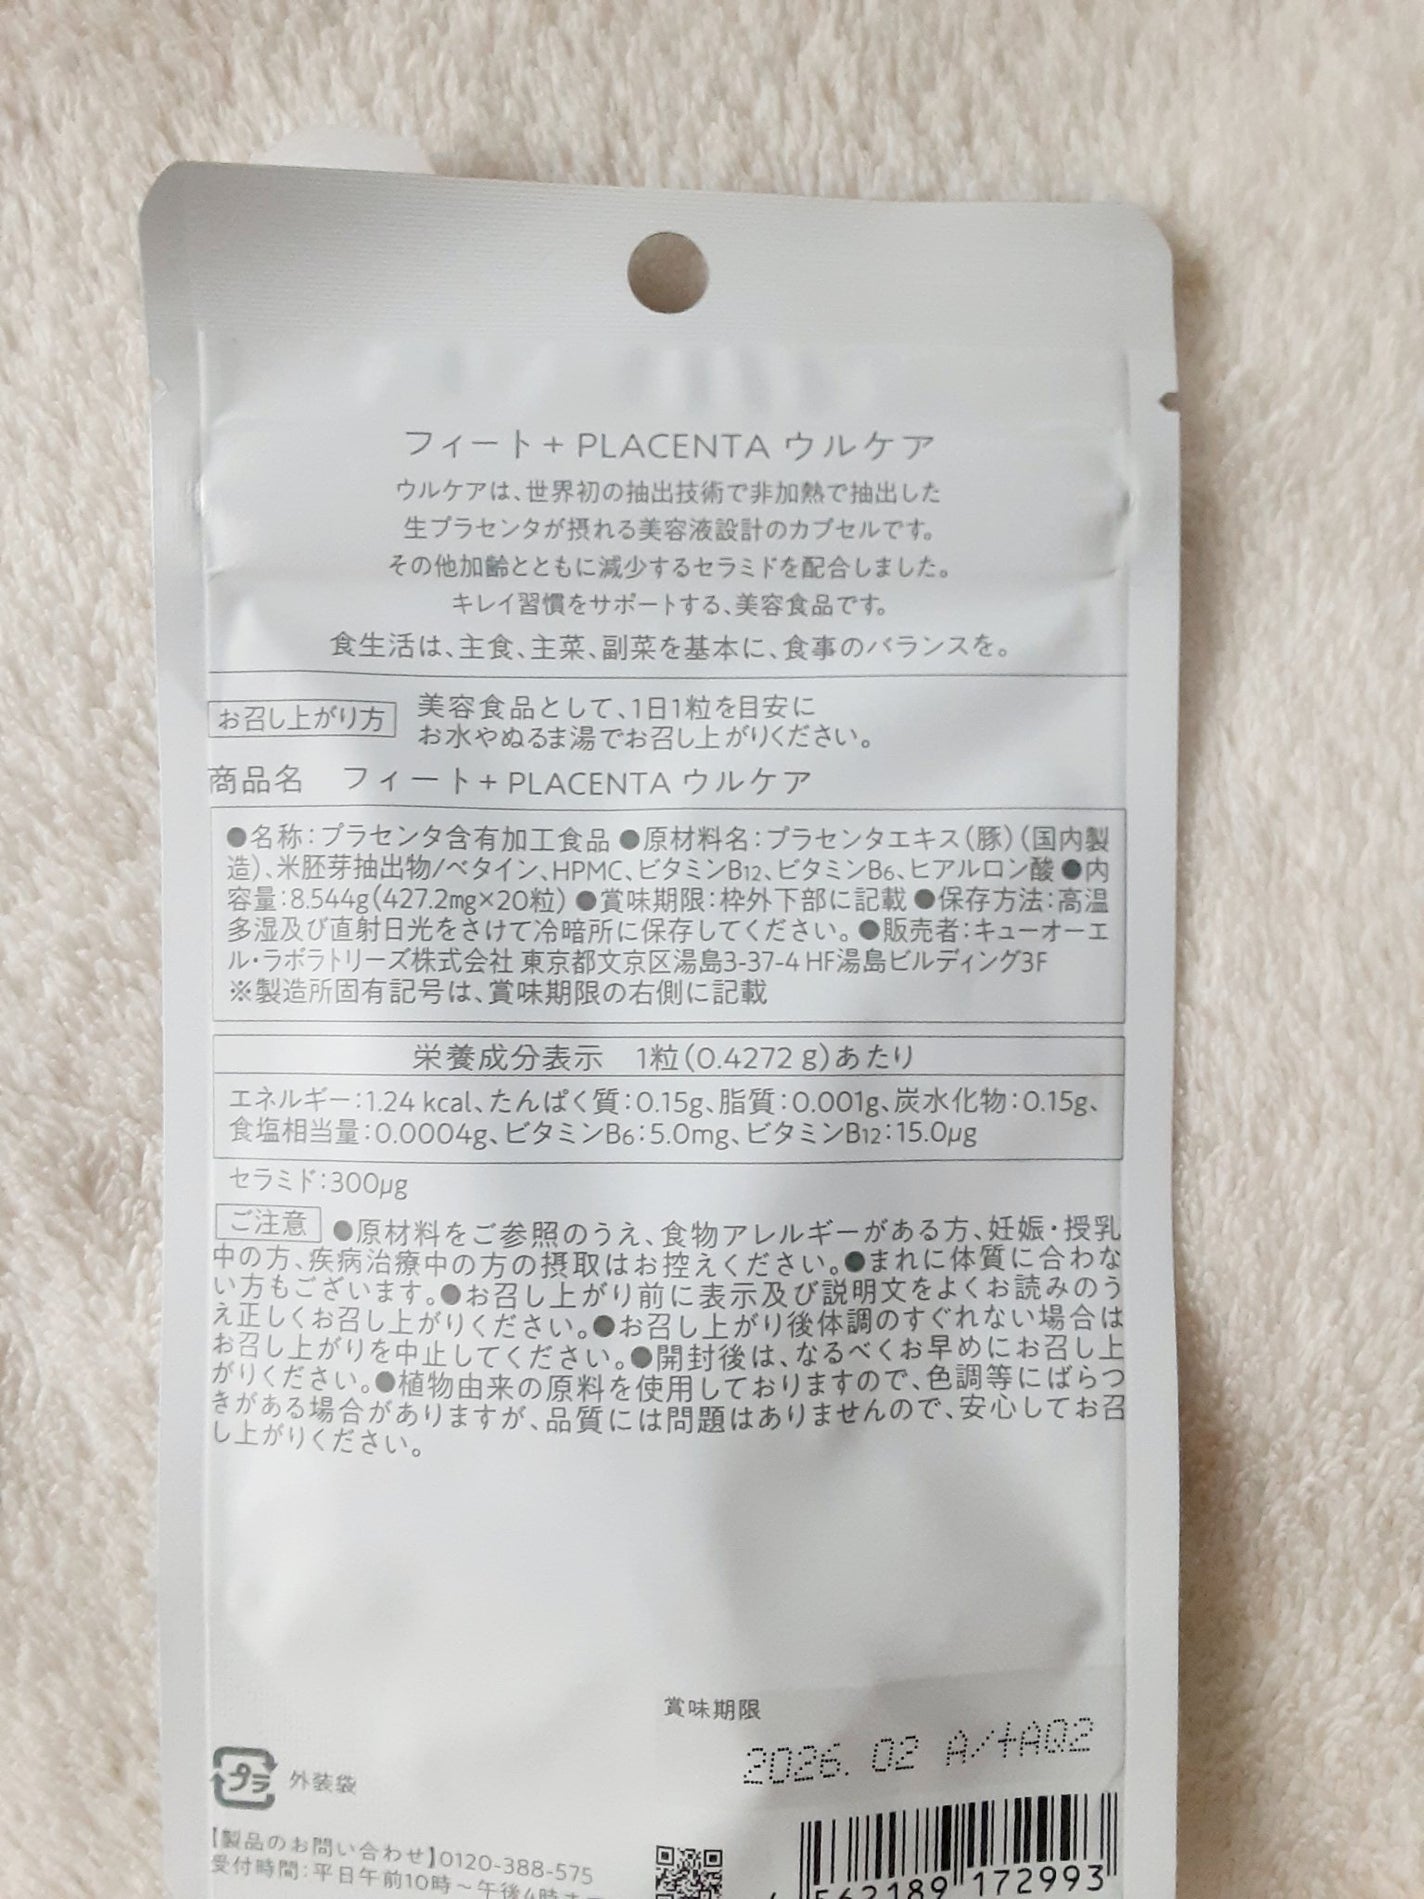 フィート+ PLACENTA ウルケア
ウルケアは、世界初の抽出技術で非加熱で抽出した
生プラセンタが摂れる美容液設計のカプセルです。
その他加齢とともに減少するセラミドを配合しました。
キレイ習慣をサポートする、美容食品です。
食生活は、主食、主菜、副菜を基本に、食事のバランスを。
お召し上がり方
美容食品として、1日1粒を目安に
お水やぬるま湯でお召し上がりください。
商品名 フィート+ PLACENTA ウルケア
●名称：プラセンタ含有加工食品 ●原材料名：プラセンタエキス（豚）（国内製
造）、米胚芽抽出物/ベタイン、HPMC、ビタミンB12、ビタミンB6、ヒアルロン酸 ●内
容量：8.544g（427.2mg×20粒） ●賞味期限：枠外下部に記載 ●保存方法：高温
多湿及び直射日光をさけて冷暗所に保存してください。●販売者：キューオーエ
ル・ラボラトリーズ株式会社 東京都文京区湯島3-37-4 HF湯島ビルディング3F
※製造所固有記号は、賞味期限の右側に記載
栄養成分表示 1粒（0.4272 g）あたり
エネルギー：1.24 kcal、たんぱく質：0.15g、脂質：0.001g、炭水化物：0.15g、
食塩相当量：0.0004g、ビタミンB6：5.0mg、ビタミンB12：15.0μg
セラミド：300μg
ご注意 ●原材料をご参照のうえ、食物アレルギーがある方、妊娠・授乳
中の方、疾病治療中の方の摂取はお控えください。●まれに体質に合わな
い方もございます。●お召し上がり前に表示及び説明文をよくお読みのう
え正しくお召し上がりください。●お召し上がり後体調のすぐれない場合は
お召し上がりを中止してください。●開封後は、なるべくお早めにお召し上
がりください。●植物由来の原料を使用しておりますので、色調等にばらつ
きがある場合がありますが、品質には問題はありませんので、安心してお召
し上がりください。
賞味期限
2026. 02 A/+AQ2
プラ 外装袋
【製品のお問い合わせ】0120-388-575
受付時間：平日午前10時～午後4時まで
4 562189 172993